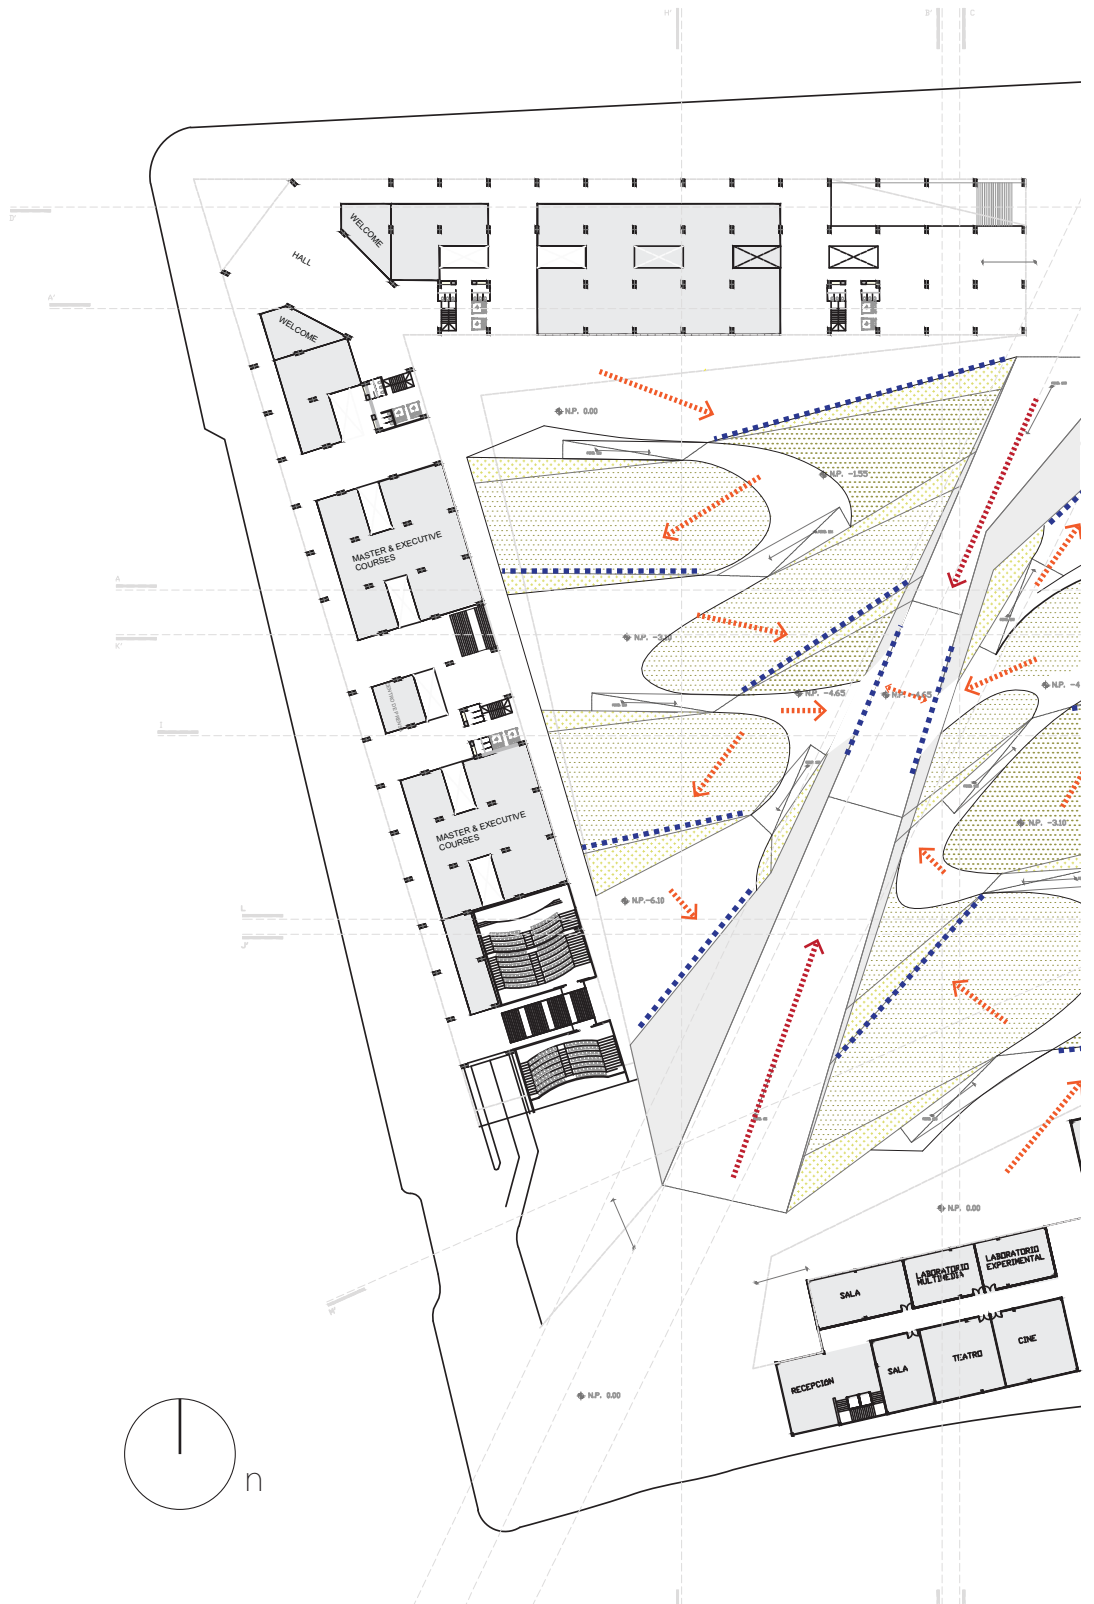 H'
B'
C
D'
WELCOME
HALL
A'
WELCOME
N.P. 0.00
N.P. -1.55
MASTER & EXECUTIVE
COURSES
A
K'
N.P. -3.10
N.P. -4.65
N.P. -4.65
N.P. -4
I
N.P. -3.10
MASTER & EXECUTIVE
COURSES
L
N.P.-6.10
J'
N.P. 0.00
LABORATORIO
EXPERIMENTAL
LABORATORIO
MULTIMEDIA
SALA
CINE
TEATRO
SALA
RECEPCION
N.P. 0.00
n